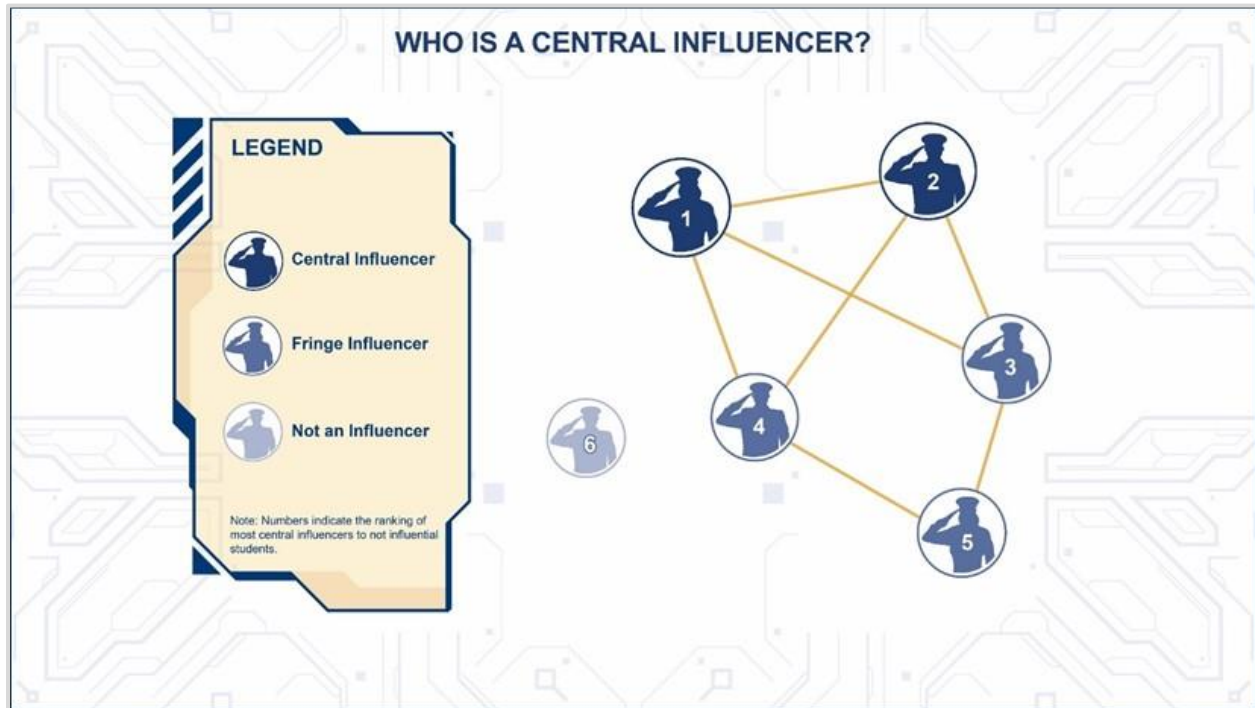 WHO IS A CENTRAL INFLUENCER?
LEGEND
Central Influencer
Fringe Influencer
Not an Influencer
Note: Numbers indicate the ranking of
most central influencers to not influential
students.
1
2
3
4
6
5